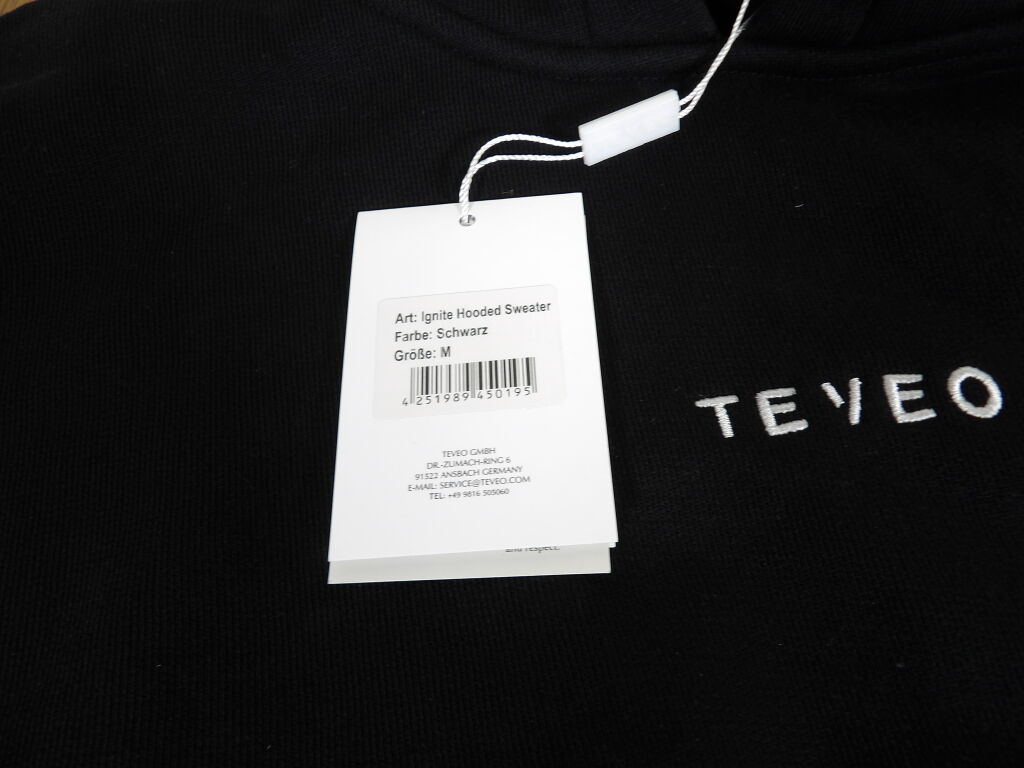 Art: Ignite Hooded Sweater
Farbe: Schwarz
Größe: M
4 251989 450195
TEVEO GMBH
DR.-ZUMACH-RING 6
91522 ANSBACH GERMANY
E-MAIL: SERVICE@TEVEO.COM
TEL: +49 9816 505060
and respect.
TEVEO